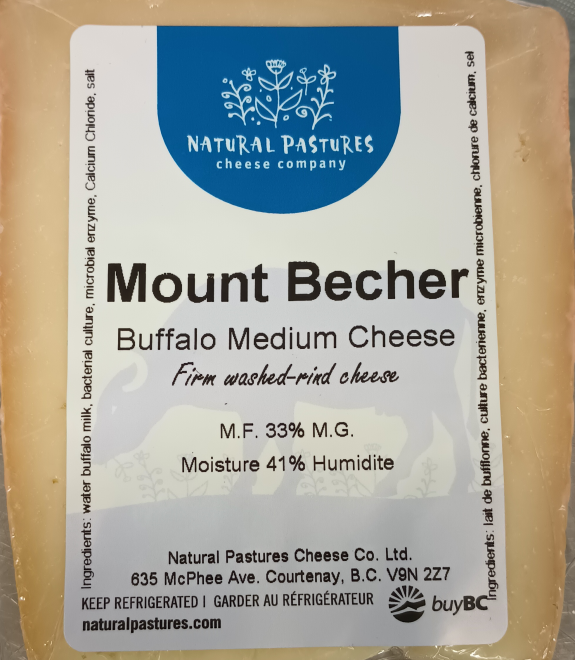 NATURAL PASTURES
cheese company
Mount Becher
Buffalo Medium Cheese
Firm washed-rind cheese
M.F. 33% M.G.
Moisture 41% Humidite
Natural Pastures Cheese Co. Ltd.
635 McPhee Ave. Courtenay, B.C. V9N 2Z7
KEEP REFRIGERATED I GARDER AU RÉFRIGÉRATEUR
buyBC
naturalpastures.com
Ingredients: water buffalo milk, bacterial culture, microbial enzyme, Calcium Chloride, salt
Ingredients: lait de bufflonne, culture bacterienne, enzyme microbienne, chlorure de calcium, sel